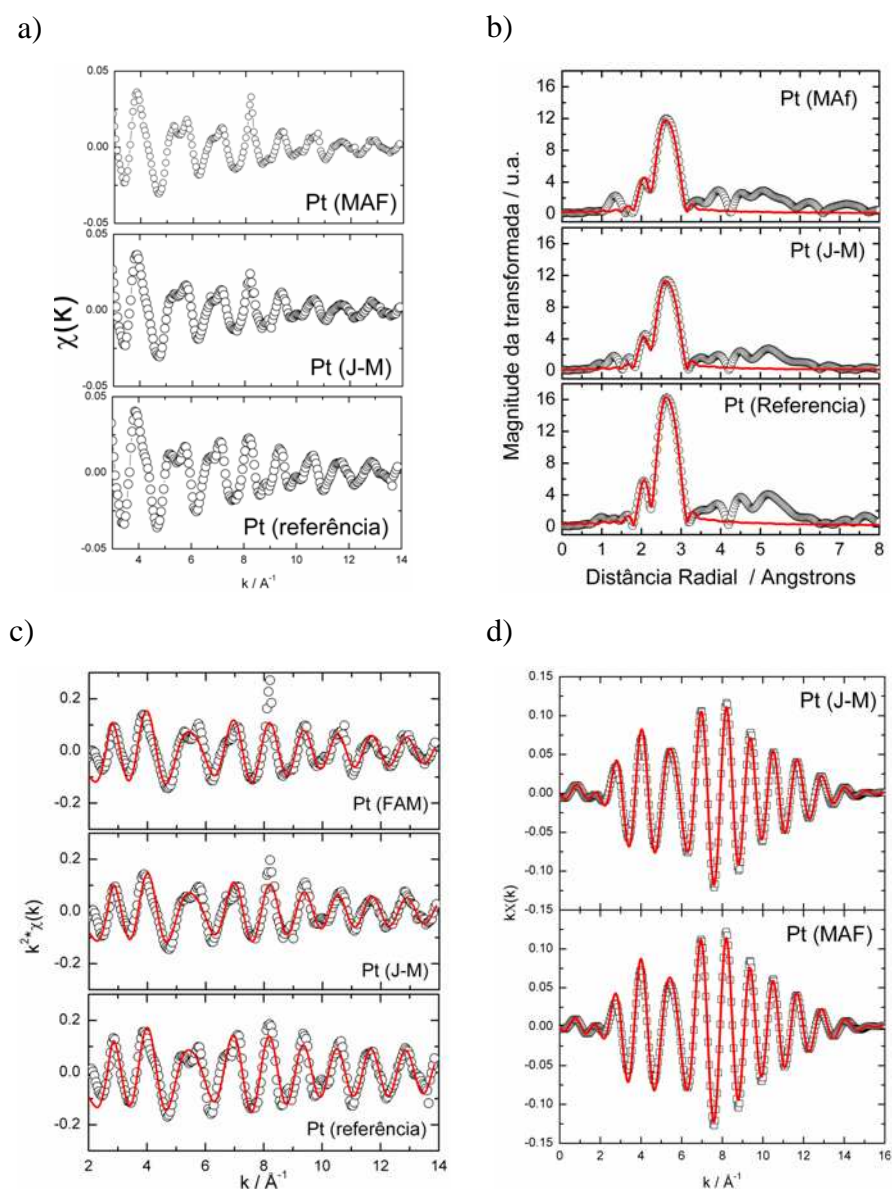 a)
0.05
0.00
-0.05
Pt (MAF)
0.05
0.00
-0.05
Pt (J-M)
0.05
0.00
-0.05
Pt (referência)
χ(K)
4 6 8 10 12 14
k / A⁻¹
b)
16
12
8
4
0
Pt (MAf)
16
12
8
4
0
Pt (J-M)
16
12
8
4
0
Pt (Referencia)
Magnitude da transformada / u.a.
0 1 2 3 4 5 6 7 8
Distância Radial / Angstrons
c)
0.2
0.0
-0.2
Pt (FAM)
0.2
0.0
-0.2
Pt (J-M)
0.2
0.0
-0.2
Pt (referência)
k²*χ(k)
2 4 6 8 10 12 14
k / Å⁻¹
d)
0.15
0.10
0.05
0.00
-0.05
-0.10
-0.15
Pt (J-M)
0.10
0.05
0.00
-0.05
-0.10
-0.15
Pt (MAF)
kχ(k)
0 2 4 6 8 10 12 14 16
k / Å⁻¹